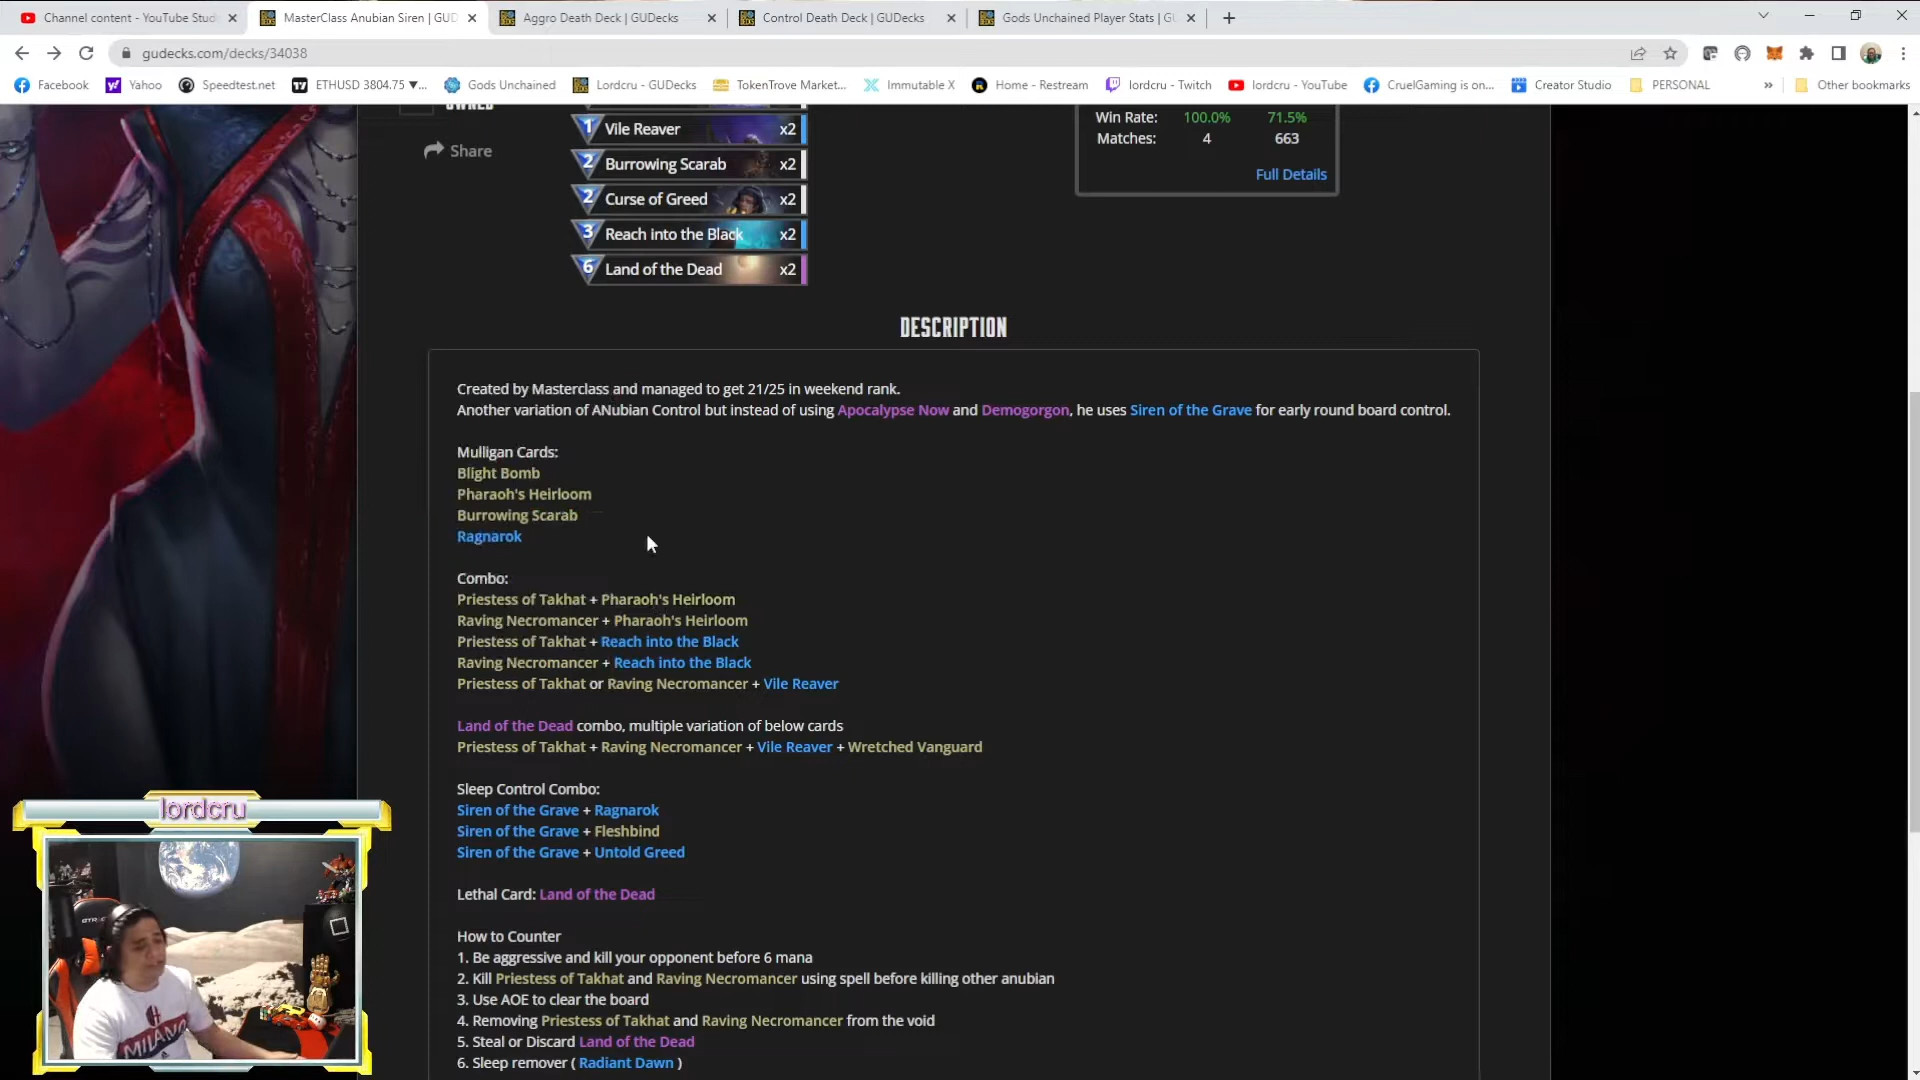 Channel content - YouTube Stud
MasterClass Anubian Siren | GUD
Aggro Death Deck | GUDecks
Control Death Deck | GUDecks
Gods Unchained Player Stats | G
gudecks.com/decks/34038
Facebook
Yahoo
Speedtest.net
ETHUSD 3804.75 ▼...
Gods Unchained
Lordcru - GUDecks
TokenTrove Market...
Immutable X
Home - Restream
lordcru - Twitch
lordcru - YouTube
CruelGaming is on...
Creator Studio
PERSONAL
»
Other bookmarks
OWNED
Share
1 Vile Reaver x2
2 Burrowing Scarab x2
2 Curse of Greed x2
3 Reach into the Black x2
6 Land of the Dead x2
Win Rate: 100.0% 71.5%
Matches: 4 663
Full Details
DESCRIPTION
Created by Masterclass and managed to get 21/25 in weekend rank.
Another variation of ANubian Control but instead of using Apocalypse Now and Demogorgon, he uses Siren of the Grave for early round board control.
Mulligan Cards:
Blight Bomb
Pharaoh's Heirloom
Burrowing Scarab
Ragnarok
Combo:
Priestess of Takhat + Pharaoh's Heirloom
Raving Necromancer + Pharaoh's Heirloom
Priestess of Takhat + Reach into the Black
Raving Necromancer + Reach into the Black
Priestess of Takhat or Raving Necromancer + Vile Reaver
Land of the Dead combo, multiple variation of below cards
Priestess of Takhat + Raving Necromancer + Vile Reaver + Wretched Vanguard
Sleep Control Combo:
Siren of the Grave + Ragnarok
Siren of the Grave + Fleshbind
Siren of the Grave + Untold Greed
Lethal Card: Land of the Dead
How to Counter
1. Be aggressive and kill your opponent before 6 mana
2. Kill Priestess of Takhat and Raving Necromancer using spell before killing other anubian
3. Use AOE to clear the board
4. Removing Priestess of Takhat and Raving Necromancer from the void
5. Steal or Discard Land of the Dead
6. Sleep remover ( Radiant Dawn )
lordcru
GTR
MILANO